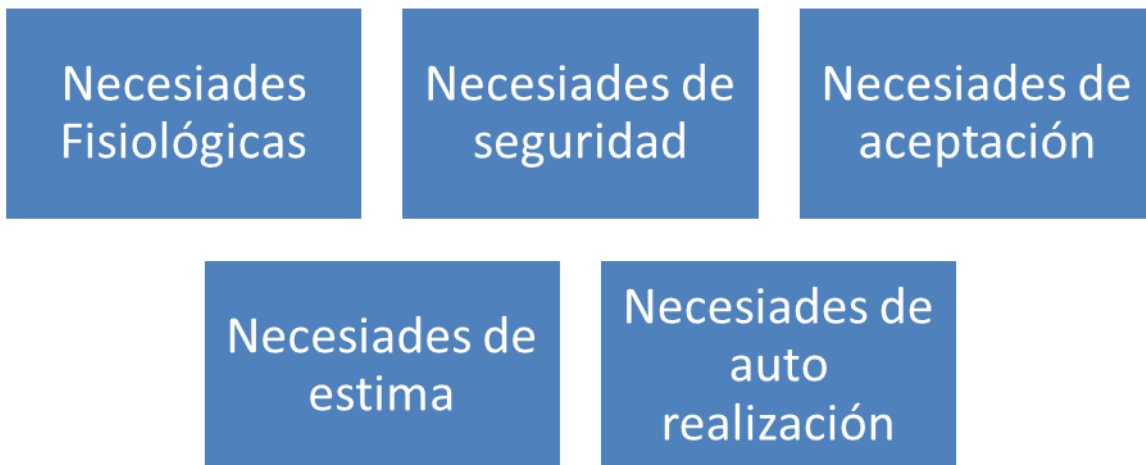 Necesiades
Fisiológicas
Necesiades de
seguridad
Necesiades de
aceptación
Necesiades de
estima
Necesiades de
auto
realización